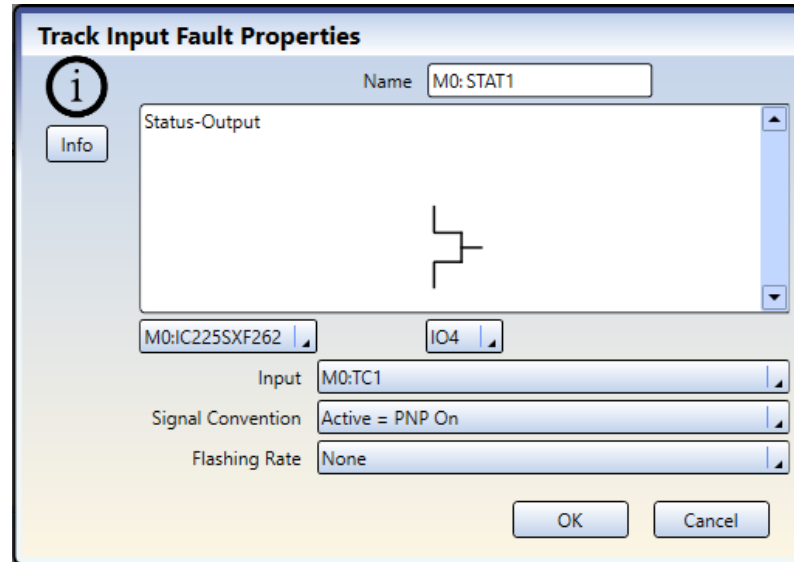 Track Input Fault Properties
i
Name M0: STAT1
Info
Status-Output
M0:IC225SXF262 IO4
Input M0:TC1
Signal Convention Active = PNP On
Flashing Rate None
OK Cancel